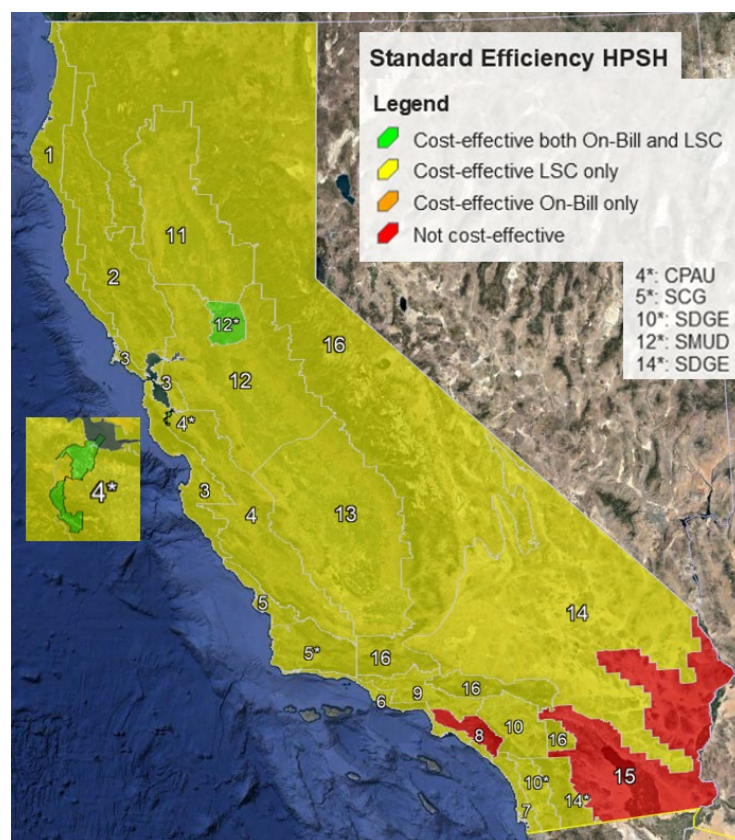 Standard Efficiency HPSH
Legend
Cost-effective both On-Bill and LSC
Cost-effective LSC only
Cost-effective On-Bill only
Not cost-effective
4*: CPAU
5*: SCG
10*: SDGE
12*: SMUD
14*: SDGE
1
11
2
12*
16
3
3
12
4*
4*
3
4
13
5
14
5*
16
16
6
9
10
8
16
15
10*
14*
7